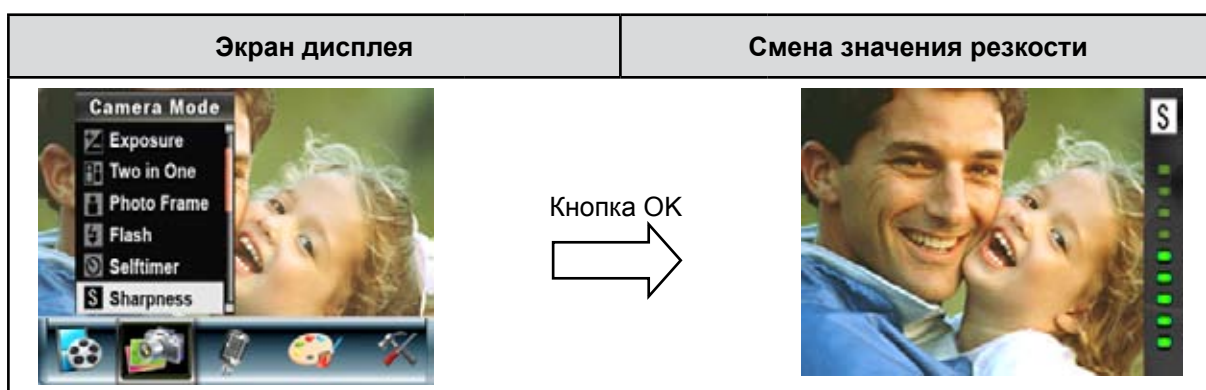 Экран дисплея
Смена значения резкости
Camera Mode
Exposure
Two in One
Photo Frame
Flash
Selftimer
S Sharpness
Кнопка OK
S